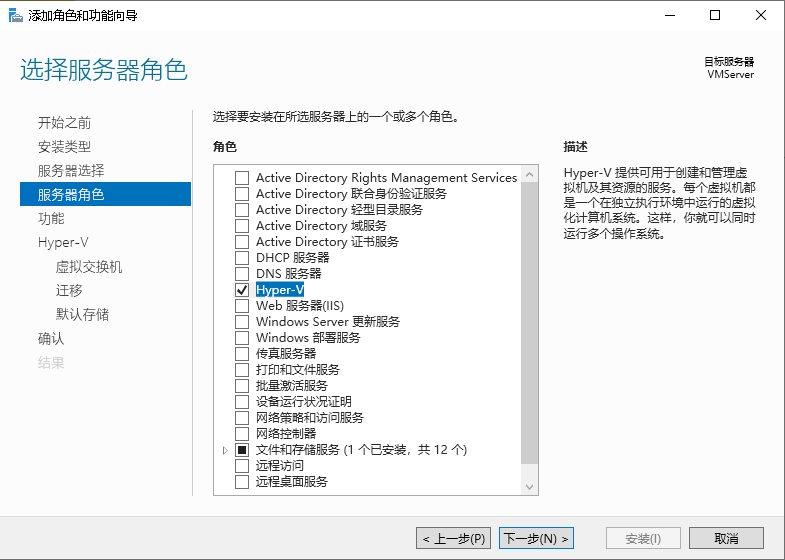 添加角色和功能向导
选择服务器角色
目标服务器
VMServer
开始之前
安装类型
服务器选择
服务器角色
功能
Hyper-V
虚拟交换机
迁移
默认存储
确认
结果
选择要安装在所选服务器上的一个或多个角色。
角色
Active Directory Rights Management Services
Active Directory 联合身份验证服务
Active Directory 轻型目录服务
Active Directory 域服务
Active Directory 证书服务
DHCP 服务器
DNS 服务器
Hyper-V
Web 服务器(IIS)
Windows Server 更新服务
Windows 部署服务
传真服务器
打印和文件服务
批量激活服务
设备运行状况证明
网络策略和访问服务
网络控制器
文件和存储服务 (1 个已安装，共 12 个)
远程访问
远程桌面服务
描述
Hyper-V 提供可用于创建和管理虚
拟机及其资源的服务。每个虚拟机都
是一个在独立执行环境中运行的虚拟
化计算机系统。这样，你就可以同时
运行多个操作系统。
< 上一步(P)
下一步(N) >
安装(I)
取消